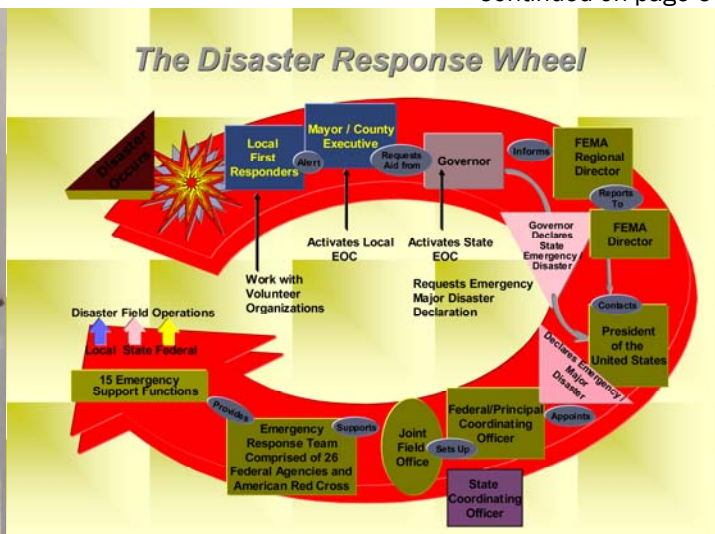 The Disaster Response Wheel
Disaster
Occurs
Local
First
Responders
Alert
Mayor / County
Executive
Requests
Aid from
Governor
Informs
FEMA
Regional
Director
Reports
To
FEMA
Director
Governor
Declares
State
Emergency /
Disaster
Contacts
President
of the
United States
Activates Local
EOC
Activates State
EOC
Requests Emergency
Major Disaster
Declaration
Work with
Volunteer
Organizations
Declares Emergency /
Major
Disaster
Appoints
Federal/Principal
Coordinating
Officer
Sets Up
State
Coordinating
Officer
Joint
Field
Office
Supports
Emergency
Response Team
Comprised of 26
Federal Agencies and
American Red Cross
Provides
15 Emergency
Support Functions
Disaster Field Operations
Local State Federal